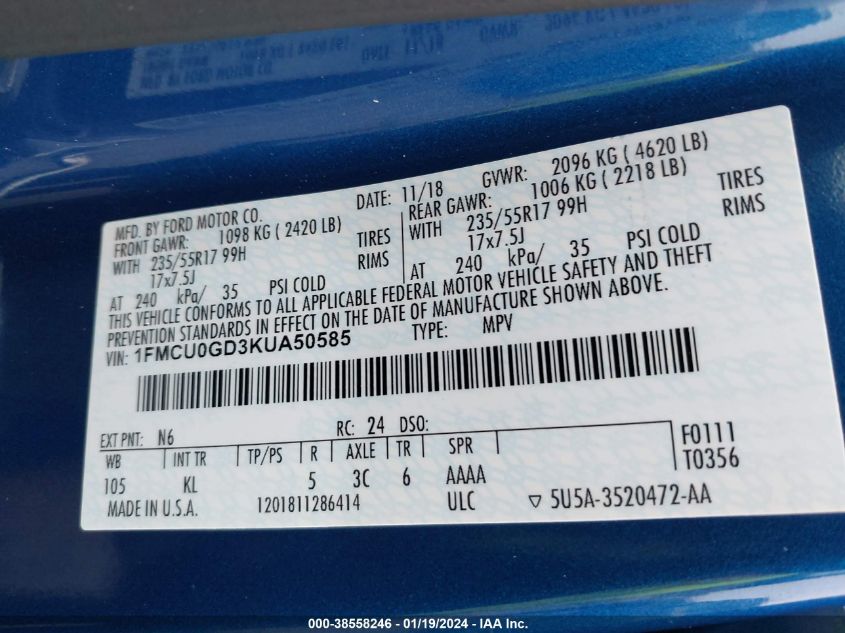 MFD. BY FORD MOTOR CO. DATE: 11/18 GVWR: 2096 KG ( 4620 LB)
FRONT GAWR: 1098 KG ( 2420 LB) REAR GAWR: 1006 KG ( 2218 LB)
WITH 235/55R17 99H TIRES WITH 235/55R17 99H TIRES
17x7.5J RIMS 17x7.5J RIMS
AT 240 kPa/ 35 PSI COLD AT 240 kPa/ 35 PSI COLD
THIS VEHICLE CONFORMS TO ALL APPLICABLE FEDERAL MOTOR VEHICLE SAFETY AND THEFT
PREVENTION STANDARDS IN EFFECT ON THE DATE OF MANUFACTURE SHOWN ABOVE.
VIN: 1FMCU0GD3KUA50585 TYPE: MPV
EXT PNT: N6 RC: 24 DSO: F0111
WB INT TR TP/PS R AXLE TR SPR T0356
105 KL 5 3C 6 AAAA
MADE IN U.S.A. 1201811286414 ULC ▽ 5U5A-3520472-AA
000-38558246 - 01/19/2024 - IAA Inc.